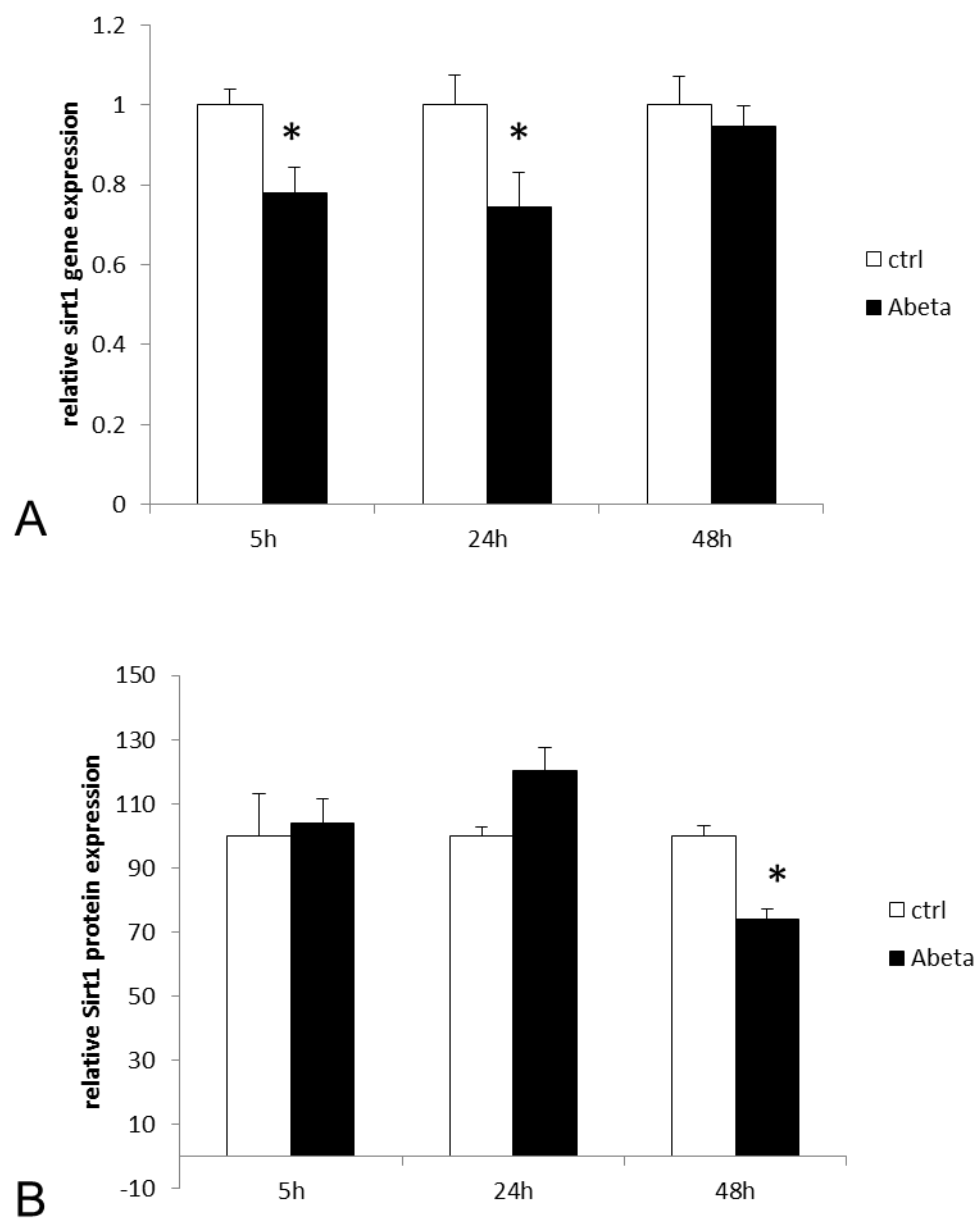 relative sirt1 gene expression
1.2
1
0.8
0.6
0.4
0.2
0
*
*
5h
24h
48h
ctrl
Abeta
A
relative Sirt1 protein expression
150
130
110
90
70
50
30
10
-10
*
5h
24h
48h
ctrl
Abeta
B